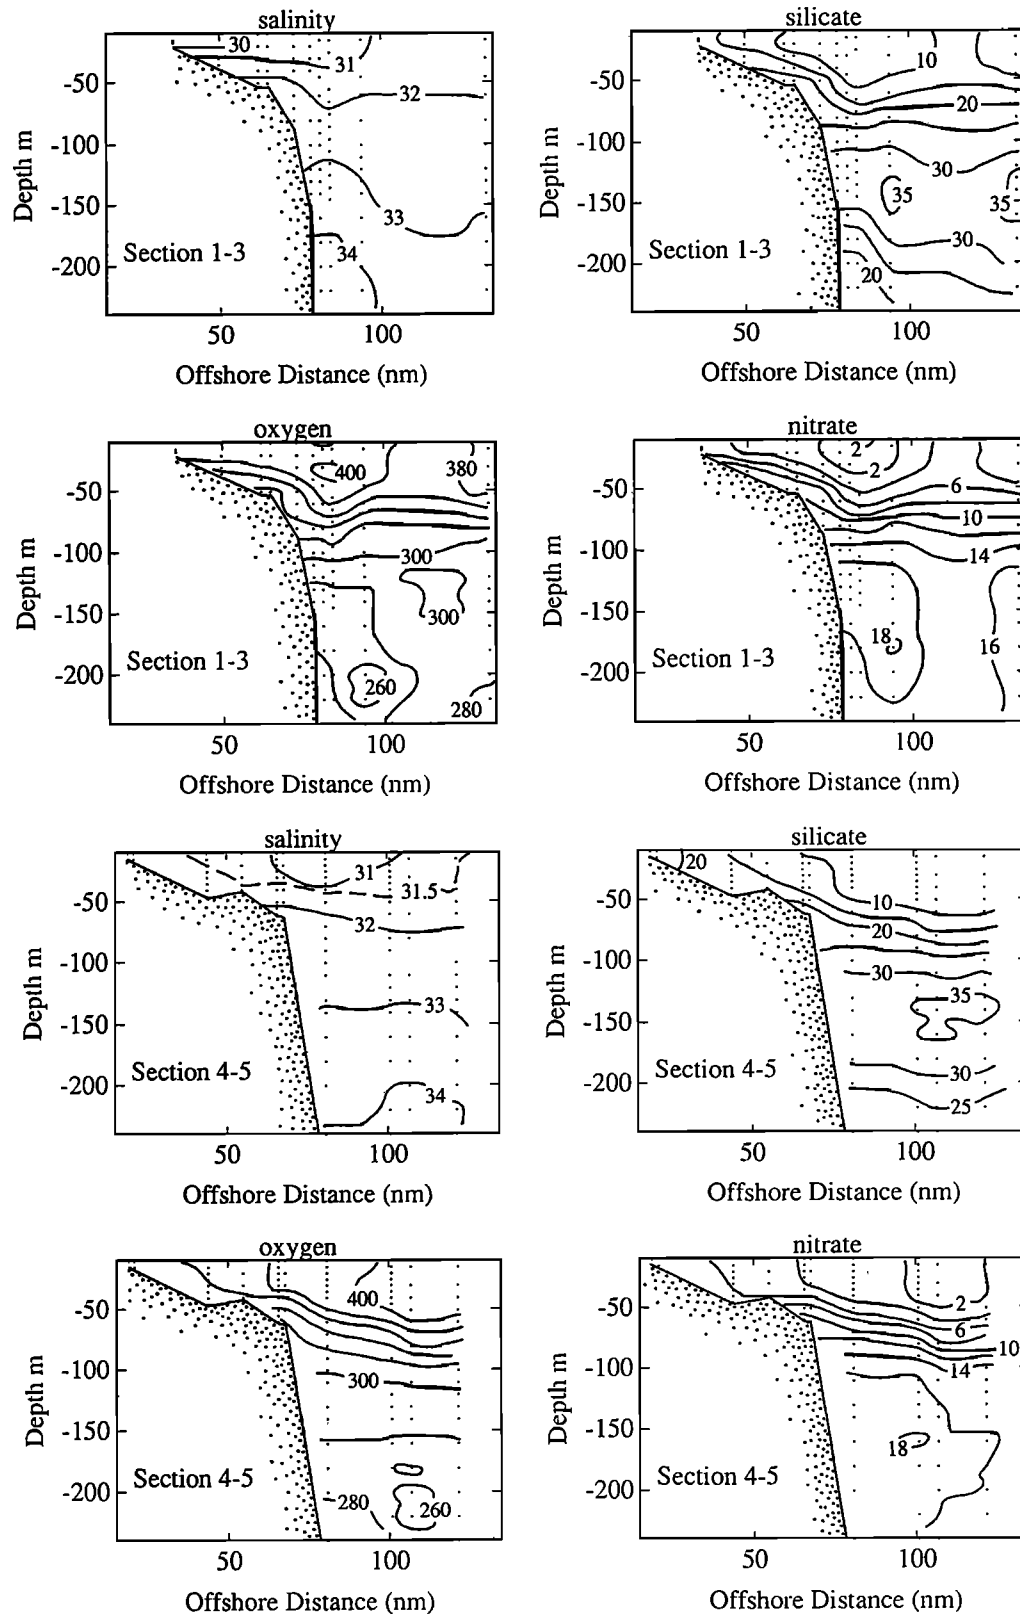 salinity
30
31
32
33
34
-50
-100
-150
-200
Depth m
Section 1-3
50 100
Offshore Distance (nm)
silicate
10
20
30
35
35
30
20
-50
-100
-150
-200
Depth m
Section 1-3
50 100
Offshore Distance (nm)
oxygen
400
380
300
300
260
280
-50
-100
-150
-200
Depth m
Section 1-3
50 100
Offshore Distance (nm)
nitrate
2
2
6
10
14
18
16
-50
-100
-150
-200
Depth m
Section 1-3
50 100
Offshore Distance (nm)
salinity
31
31.5
32
33
34
-50
-100
-150
-200
Depth m
Section 4-5
50 100
Offshore Distance (nm)
silicate
20
10
20
30
35
30
25
-50
-100
-150
-200
Depth m
Section 4-5
50 100
Offshore Distance (nm)
oxygen
400
300
280
260
-50
-100
-150
-200
Depth m
Section 4-5
50 100
Offshore Distance (nm)
nitrate
2
6
10
14
18
-50
-100
-150
-200
Depth m
Section 4-5
50 100
Offshore Distance (nm)